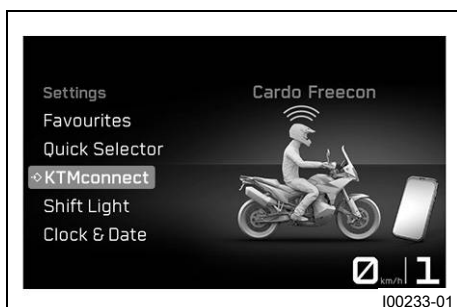 Settings
Cardo Freecon
Favourites
Quick Selector
KTMconnect
Shift Light
Clock & Date
0 km/h 1
I00233-01